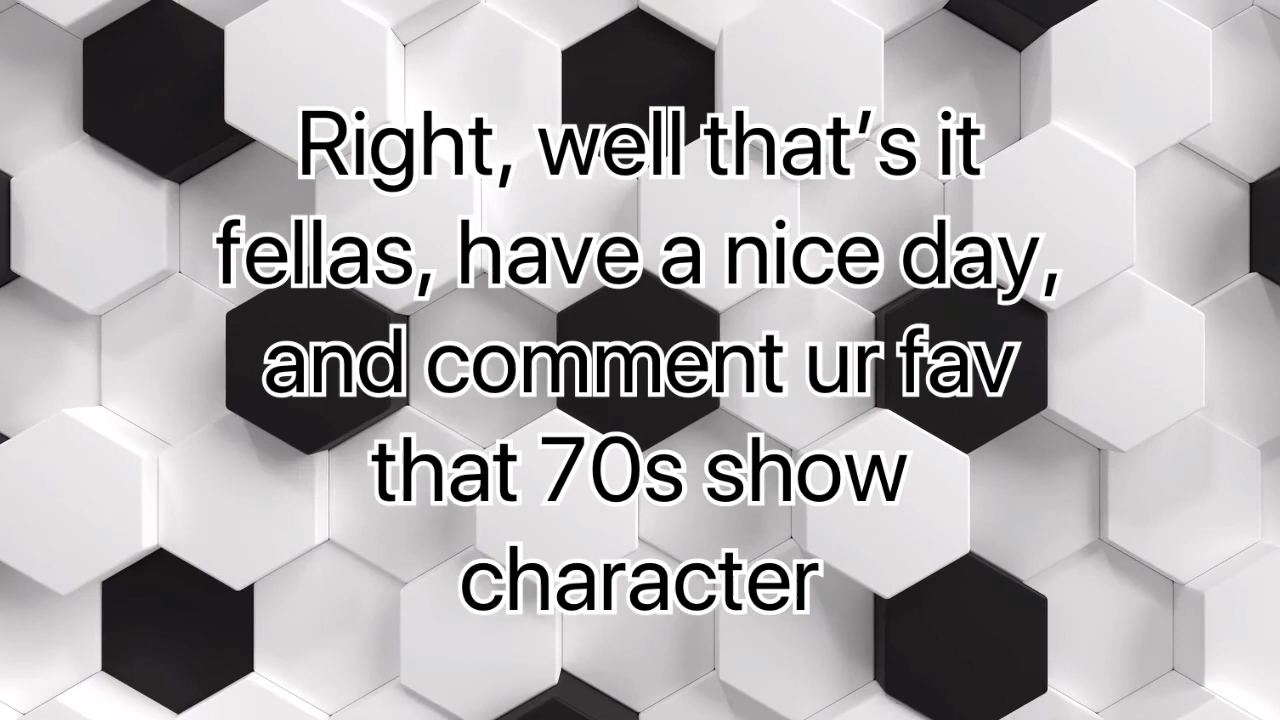 Right, well that’s it
fellas, have a nice day,
and comment ur fav
that 70s show
character